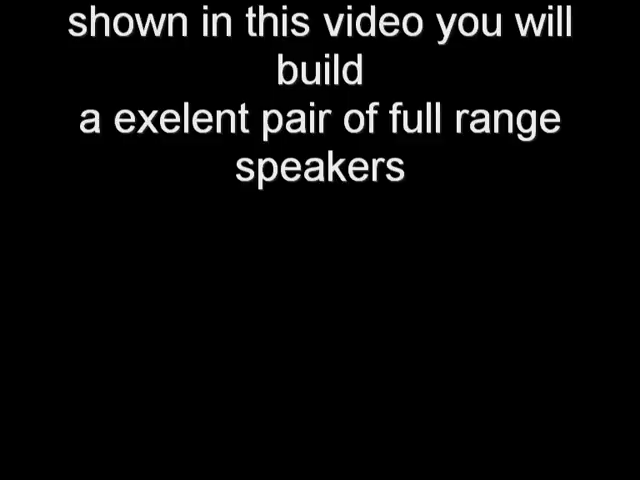 shown in this video you will
build
a exelent pair of full range
speakers